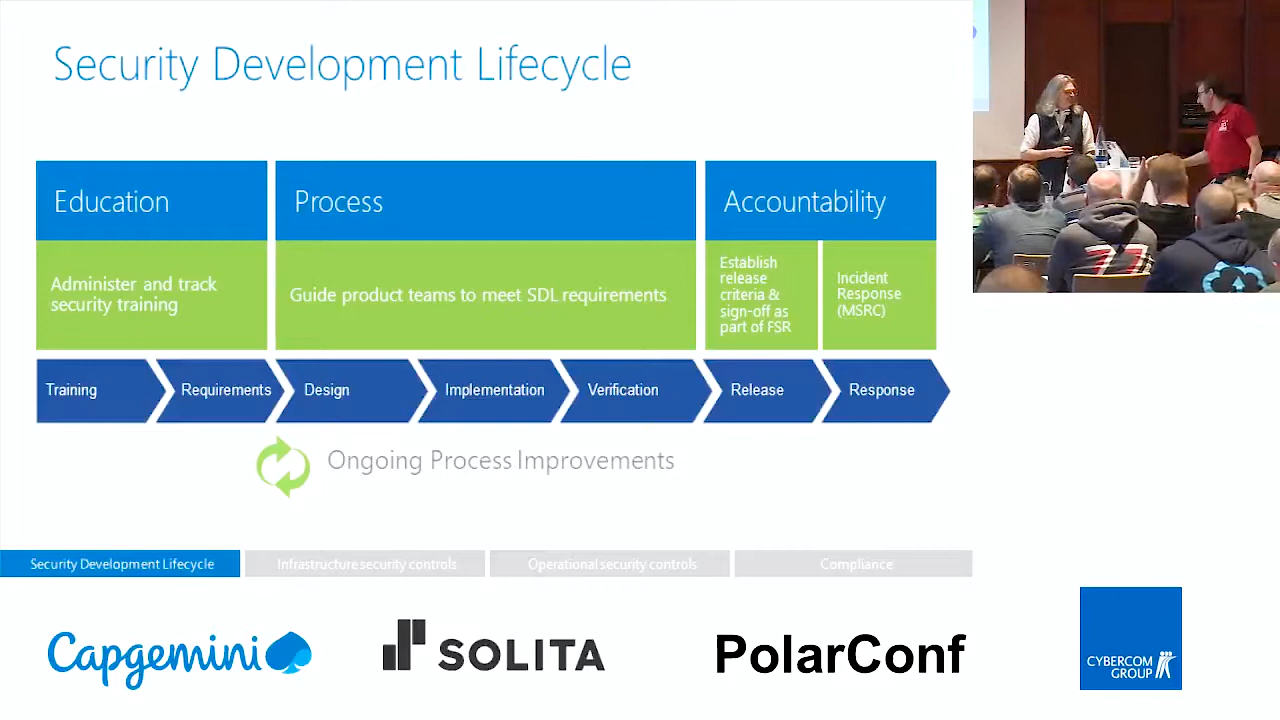 Security Development Lifecycle
Education
Process
Accountability
Administer and track
security training
Guide product teams to meet SDL requirements
Establish
release
criteria &
sign-off as
part of FSR
Incident
Response
(MSRC)
Training
Requirements
Design
Implementation
Verification
Release
Response
Ongoing Process Improvements
Security Development Lifecycle
Infrastructure security controls
Operational security controls
Compliance
Capgemini
SOLITA
PolarConf
CYBERCOM
GROUP
77